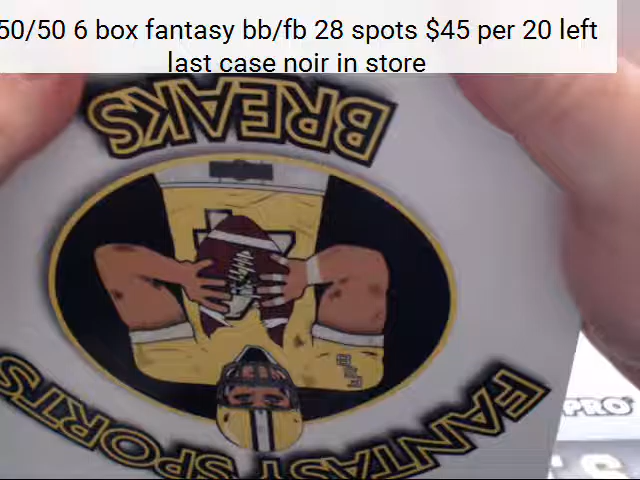 50/50 6 box fantasy bb/fb 28 spots $45 per 20 left
last case noir in store
BREAKS
FANTASY SPORTS
PRO